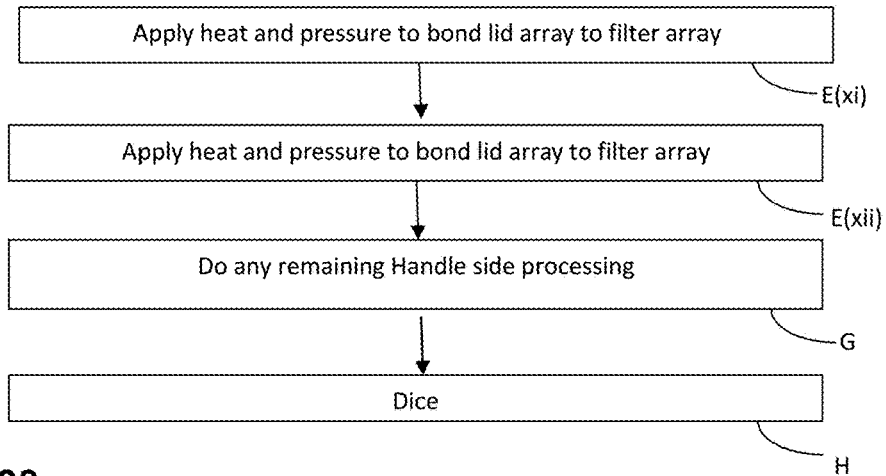 Apply heat and pressure to bond lid array to filter array
E(xi)
Apply heat and pressure to bond lid array to filter array
E(xii)
Do any remaining Handle side processing
G
Dice
H